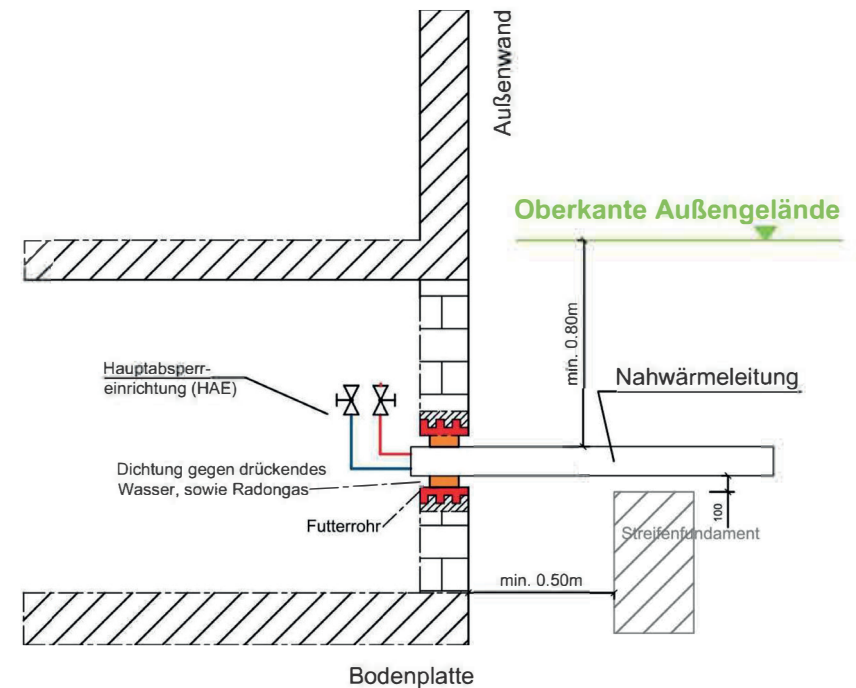 Außenwand
Oberkante Außengelände
min. 0.80m
Hauptabsperr-
einrichtung (HAE)
Nahwärmeleitung
Dichtung gegen drückendes
Wasser, sowie Radongas
Futterrohr
100
Streifenfundament
min. 0.50m
Bodenplatte